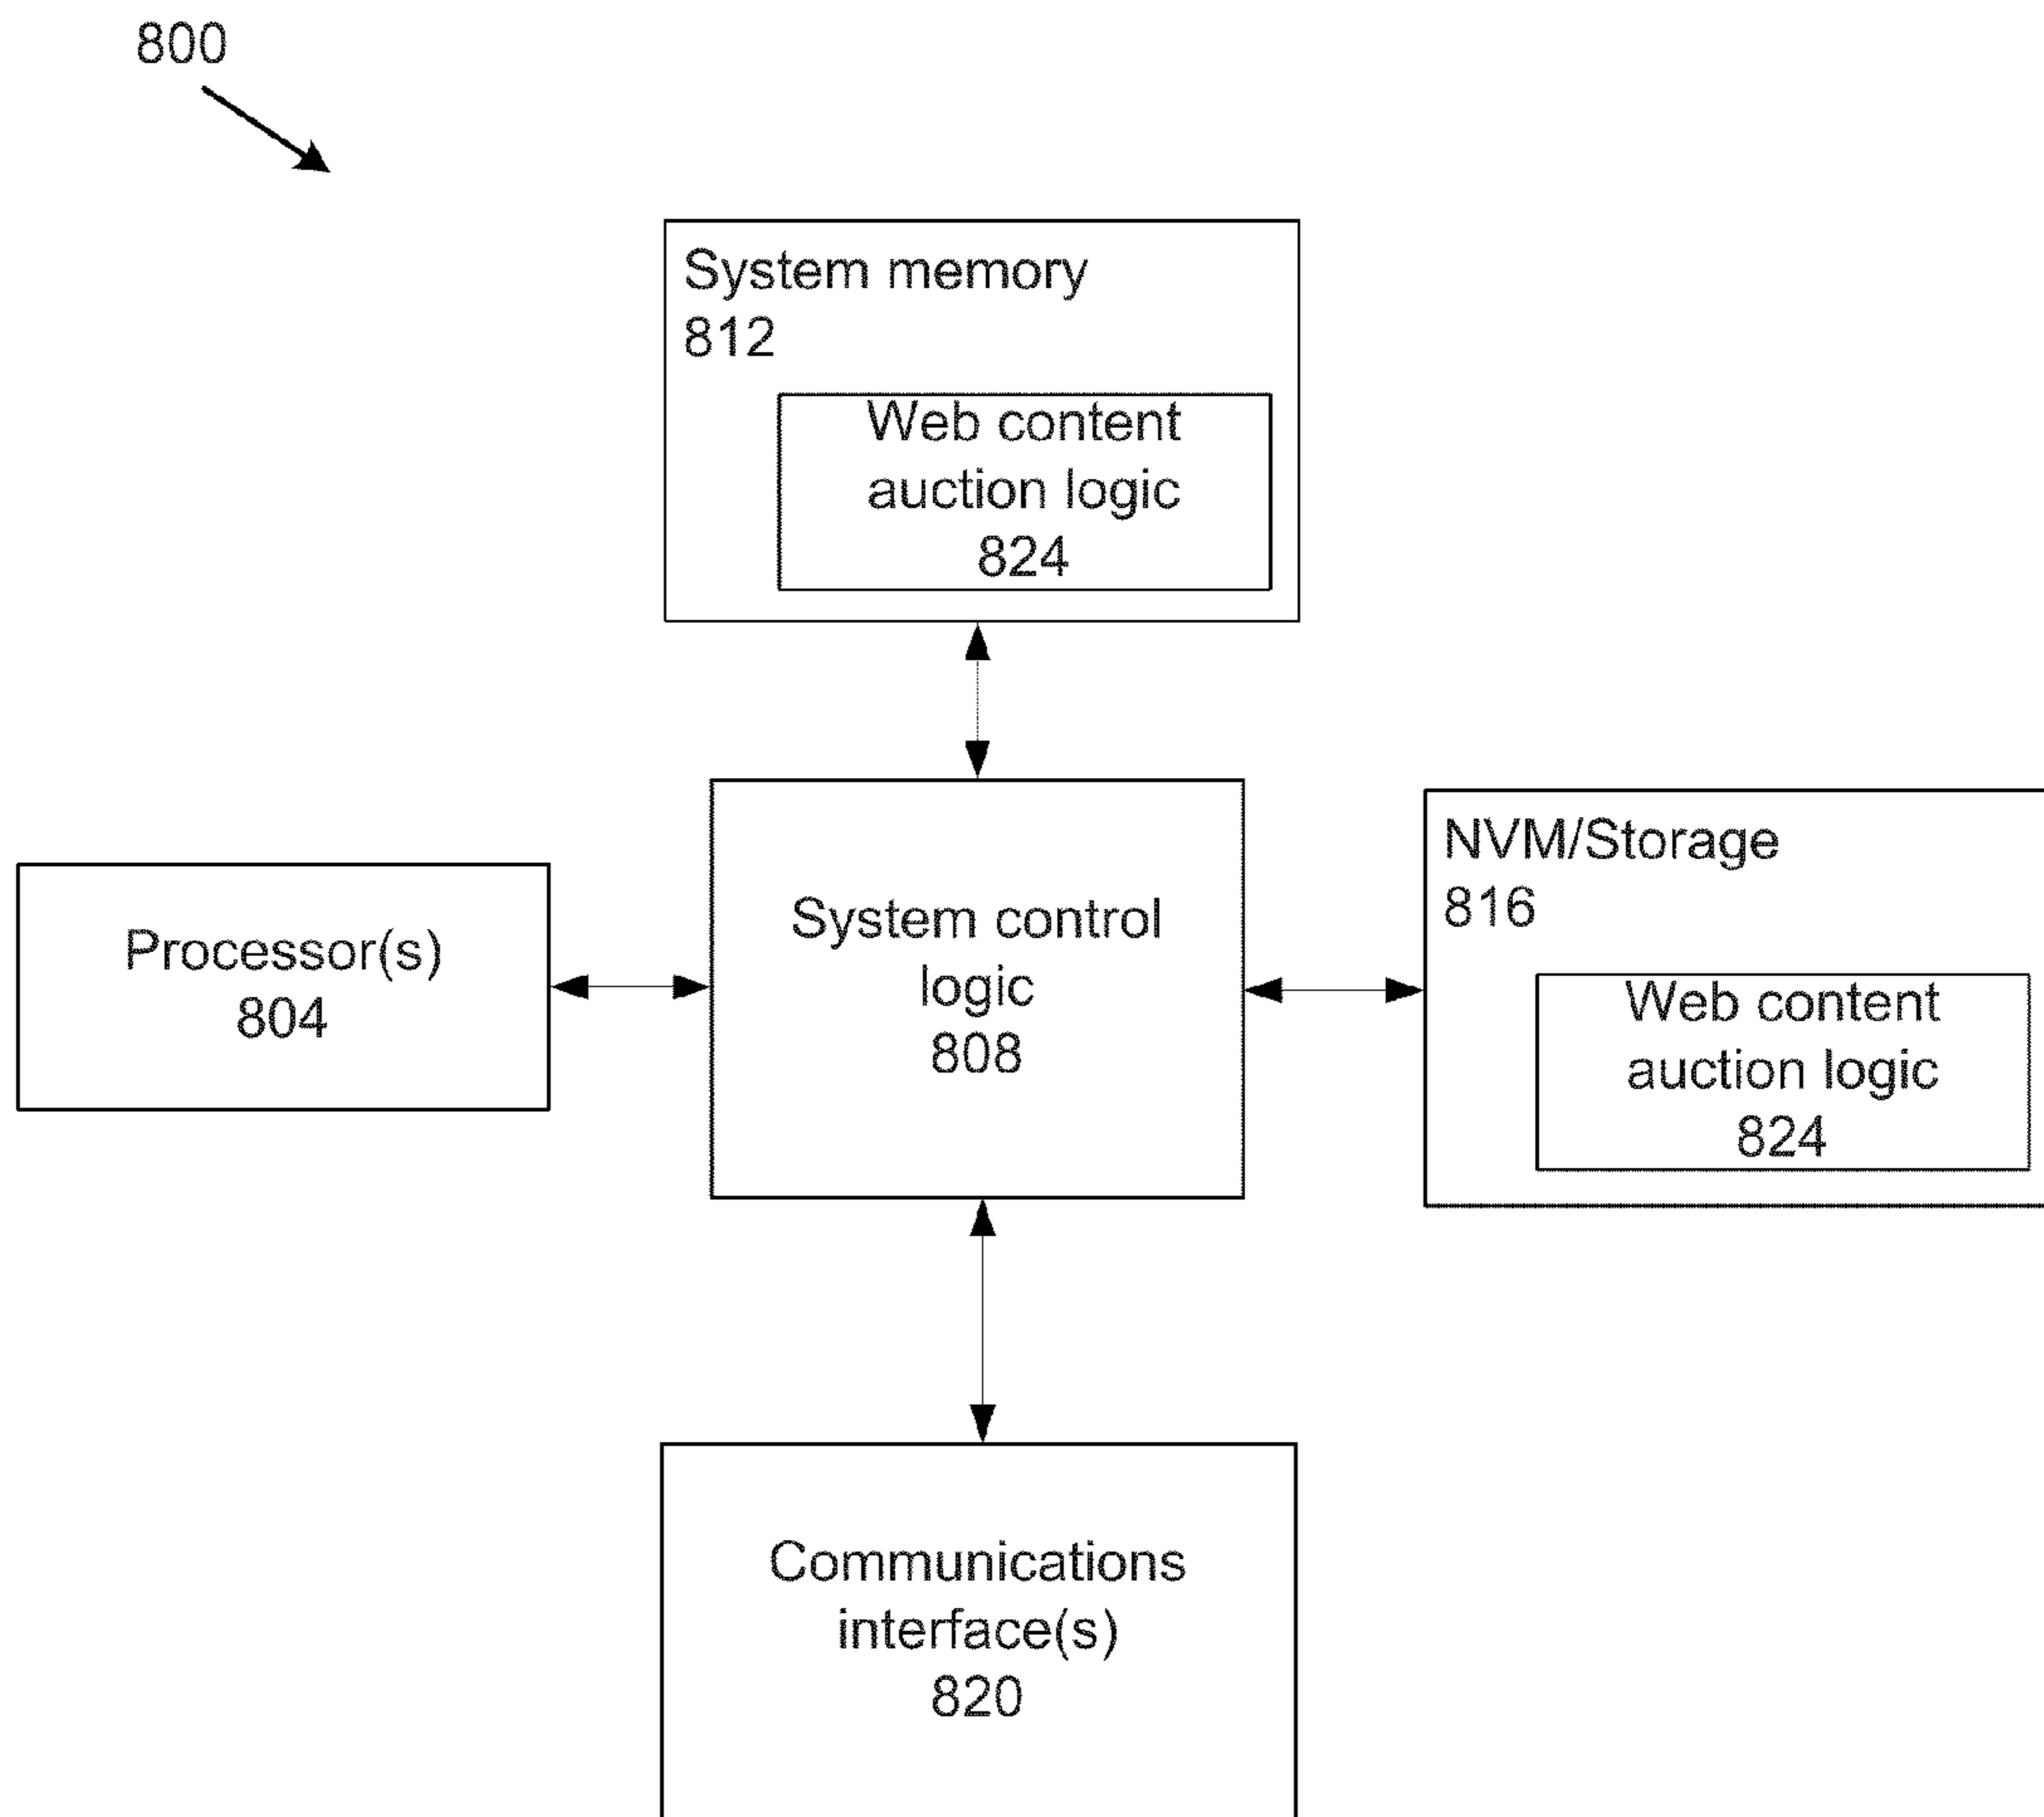 800
System memory
812
Web content
auction logic
824
Processor(s)
804
System control
logic
808
NVM/Storage
816
Web content
auction logic
824
Communications
interface(s)
820